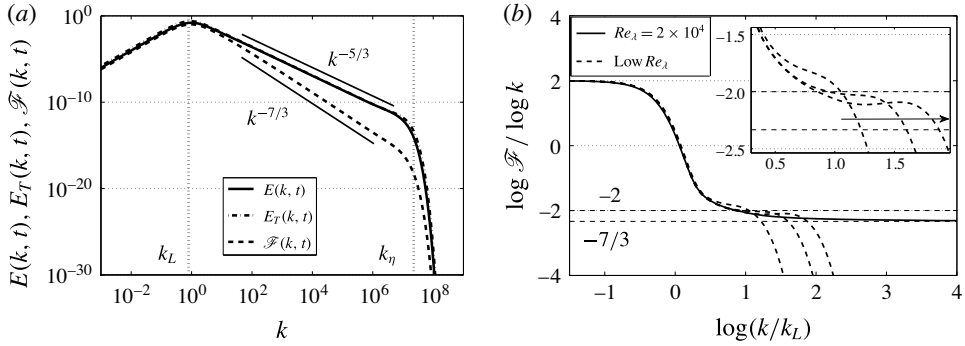 (a)
E(k, t), E_T(k, t), ℱ(k, t)
10^0
10^{-10}
10^{-20}
10^{-30}
k^{-5/3}
k^{-7/3}
E(k, t)
E_T(k, t)
ℱ(k, t)
k_L
k_η
10^{-2}
10^0
10^2
10^4
10^6
10^8
k
(b)
log ℱ / log k
4
2
0
−2
−4
Re_λ = 2 × 10^4
Low Re_λ
−2
−7/3
−1.5
−2.0
−2.5
0.5
1.0
1.5
−1
0
1
2
3
4
log(k/k_L)